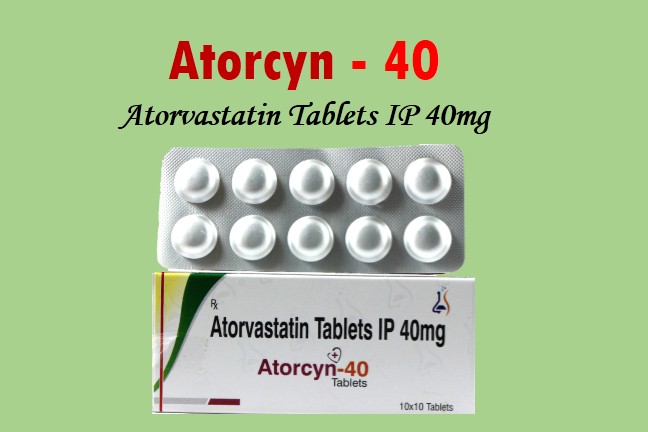 Atorcyn - 40
Atorvastatin Tablets IP 40mg
Rx
Atorvastatin Tablets IP 40mg
Atorcyn-40
Tablets
10x10 Tablets